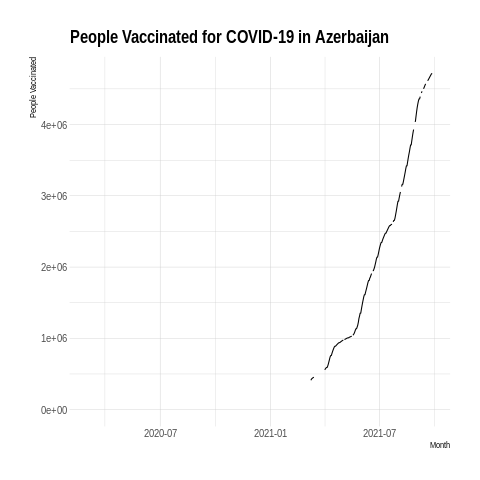 People Vaccinated for COVID-19 in Azerbaijan
People Vaccinated
4e+06
3e+06
2e+06
1e+06
0e+00
2020-07
2021-01
2021-07
Month